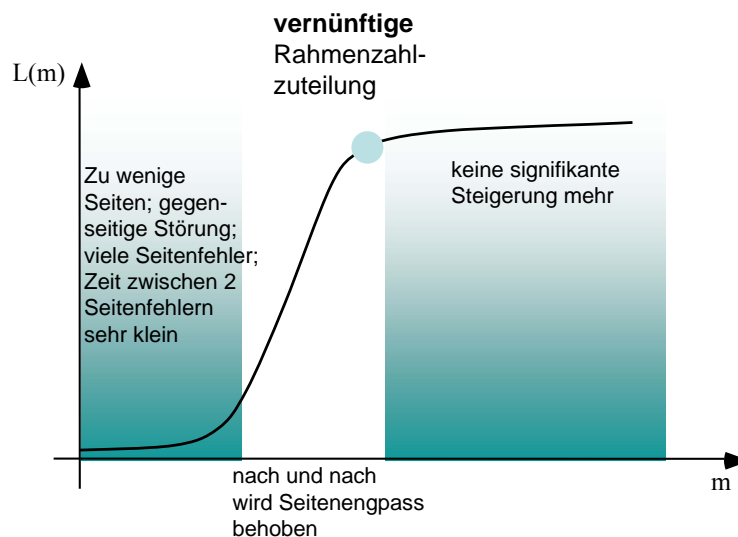 vernünftige
Rahmenzahl-
zuteilung
L(m)
Zu wenige
Seiten; gegen-
seitige Störung;
viele Seitenfehler;
Zeit zwischen 2
Seitenfehlern
sehr klein
keine signifikante
Steigerung mehr
nach und nach
wird Seitenengpass
behoben
m